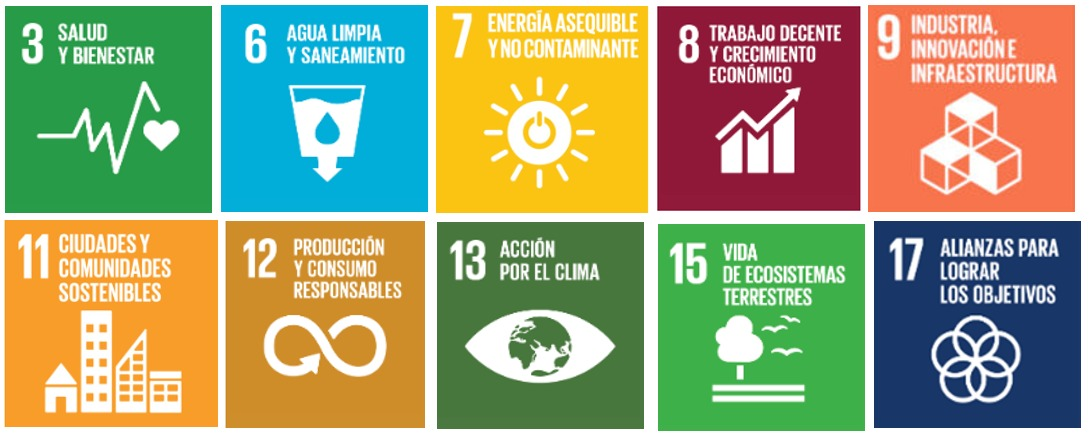 3 SALUD
Y BIENESTAR
6 AGUA LIMPIA
Y SANEAMIENTO
7 ENERGÍA ASEQUIBLE
Y NO CONTAMINANTE
8 TRABAJO DECENTE
Y CRECIMIENTO
ECONÓMICO
9 INDUSTRIA,
INNOVACIÓN E
INFRAESTRUCTURA
11 CIUDADES Y
COMUNIDADES
SOSTENIBLES
12 PRODUCCIÓN
Y CONSUMO
RESPONSABLES
13 ACCIÓN
POR EL CLIMA
15 VIDA
DE ECOSISTEMAS
TERRESTRES
17 ALIANZAS PARA
LOGRAR
LOS OBJETIVOS